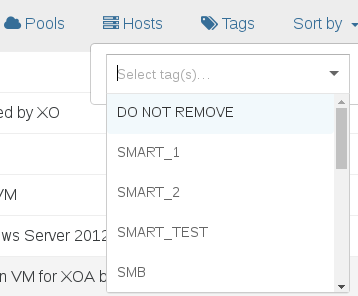 Pools Hosts Tags Sort by
Select tag(s)...
DO NOT REMOVE
ed by XO
SMART_1
VM
SMART_2
ws Server 2012
SMART_TEST
n VM for XOA b
SMB